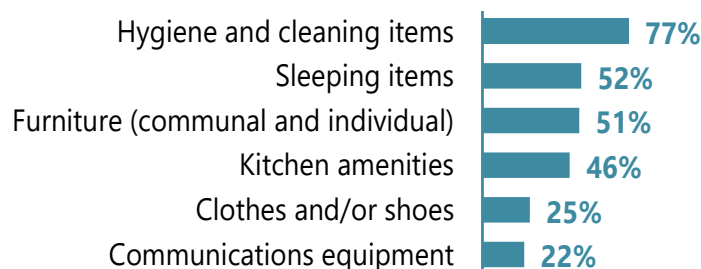 Hygiene and cleaning items 77%
Sleeping items 52%
Furniture (communal and individual) 51%
Kitchen amenities 46%
Clothes and/or shoes 25%
Communications equipment 22%